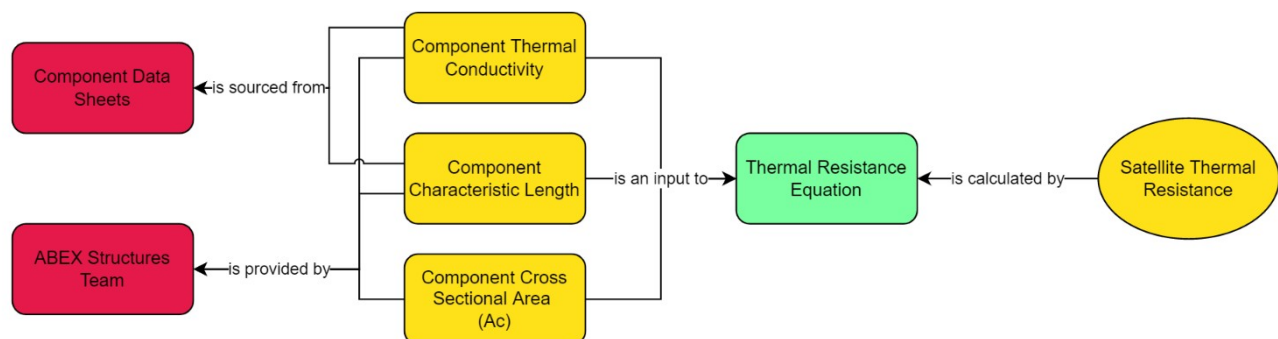 Component Data
Sheets
is sourced from
Component Thermal
Conductivity
Component
Characteristic Length
is an input to
Thermal Resistance
Equation
is calculated by
Satellite Thermal
Resistance
ABEX Structures
Team
is provided by
Component Cross
Sectional Area
(Ac)